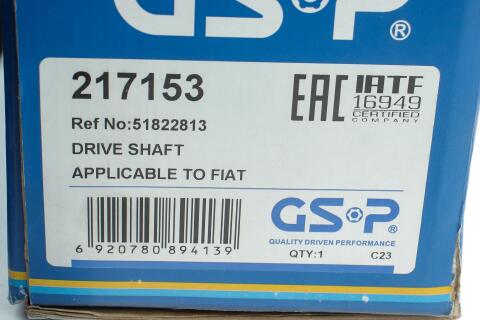 GSP®
217153
Ref No:51822813
DRIVE SHAFT
APPLICABLE TO FIAT
EAC IATF
16949
CERTIFIED
COMPANY
GSP®
QUALITY DRIVEN PERFORMANCE
6 920780 894139
QTY:1 C23